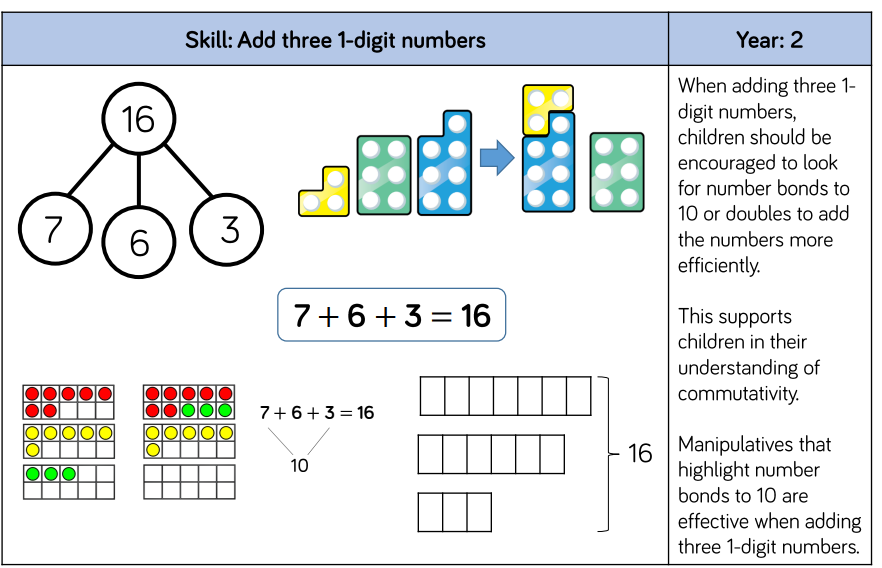 Skill: Add three 1-digit numbers
Year: 2
16
7
6
3
7 + 6 + 3 = 16
7 + 6 + 3 = 16
10
16
When adding three 1-
digit numbers,
children should be
encouraged to look
for number bonds to
10 or doubles to add
the numbers more
efficiently.
This supports
children in their
understanding of
commutativity.
Manipulatives that
highlight number
bonds to 10 are
effective when adding
three 1-digit numbers.